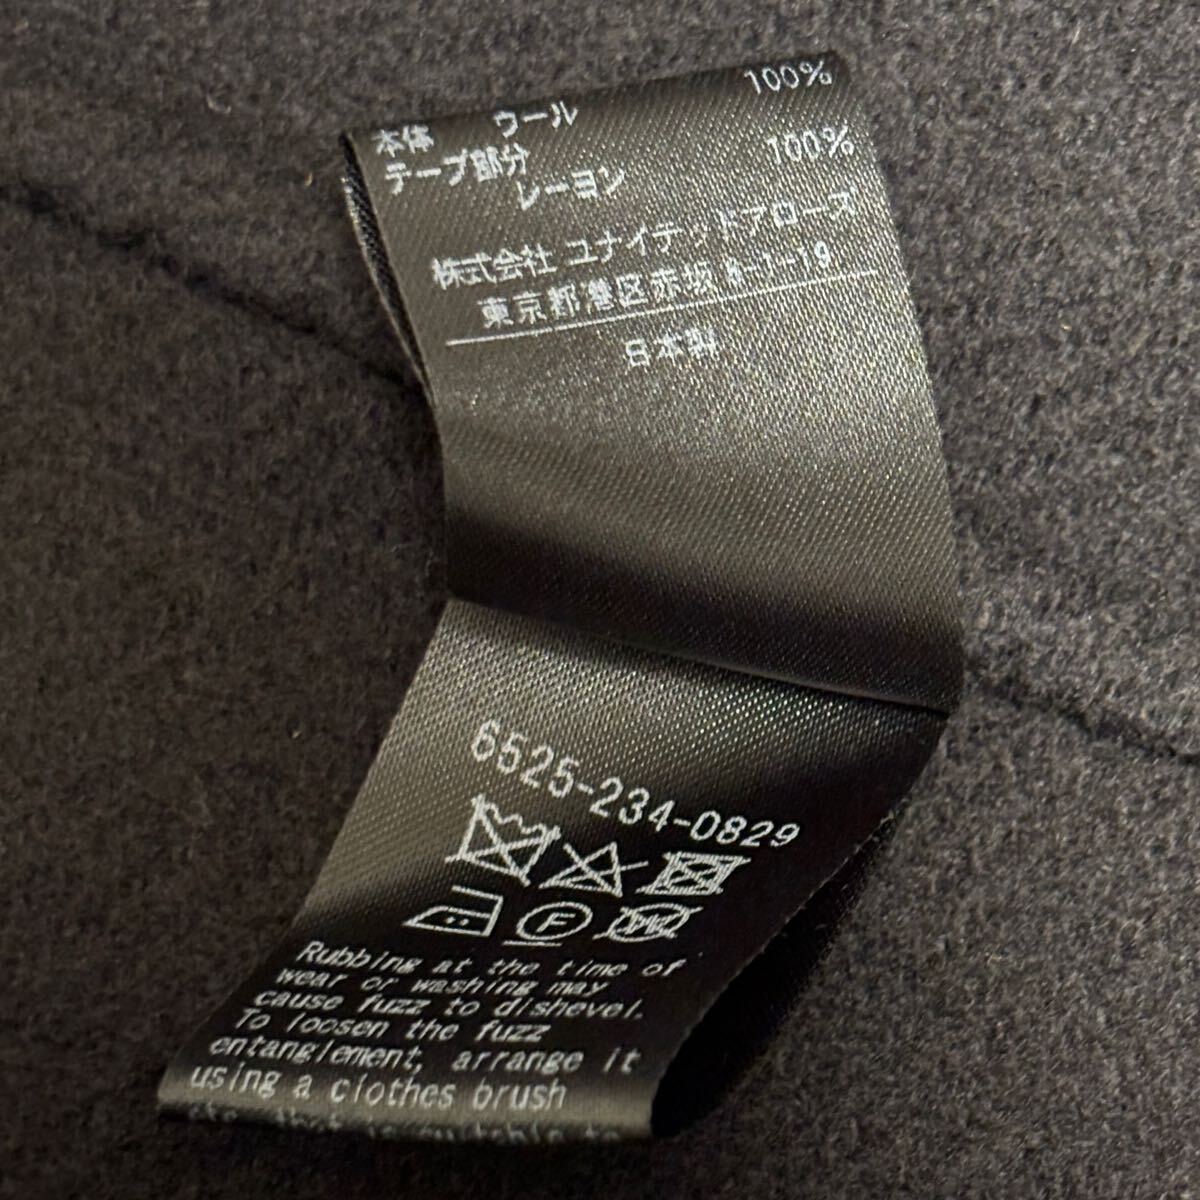 本体 ウール 100%
テープ部分
レーヨン 100%
株式会社 ユナイテッドアローズ
東京都港区赤坂 8-1-19
日本製
6525-234-0829
F
W
Rubbing at the time of
wear or washing may
cause fuzz to dishevel.
To loosen the fuzz
entanglement, arrange it
using a clothes brush